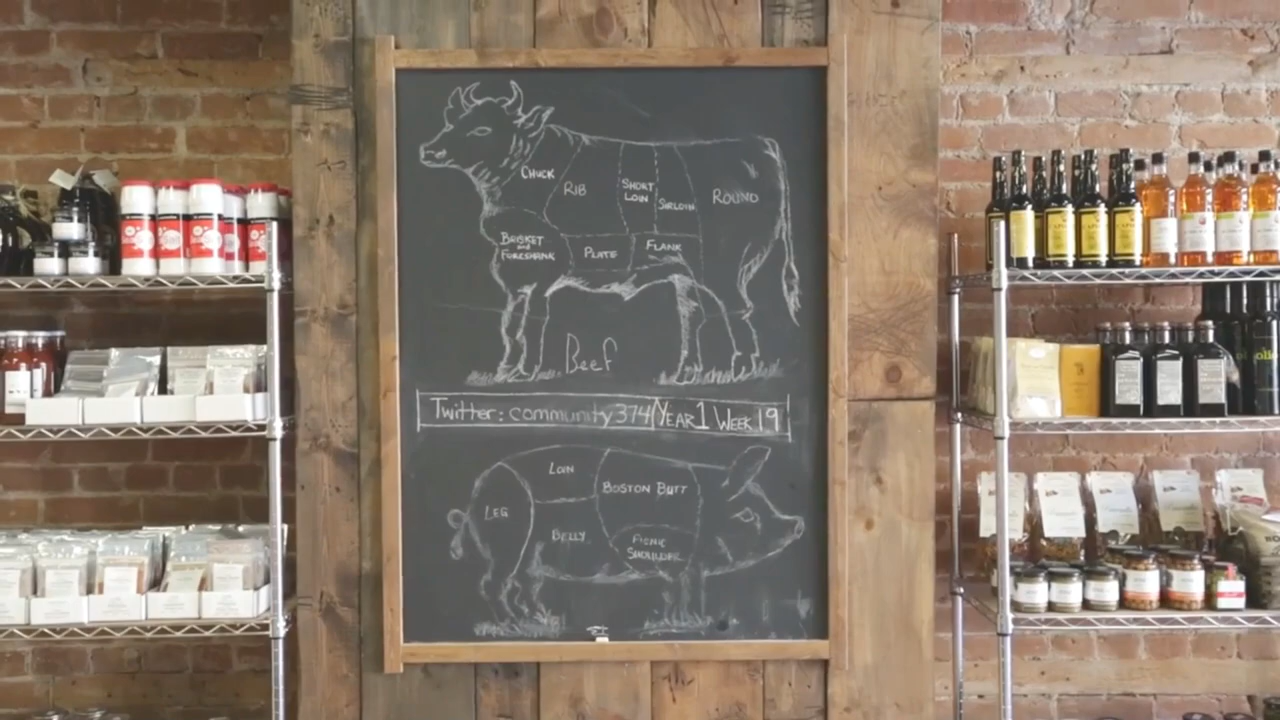 CHUCK
RIB
SHORT
LOIN
SIRLOIN
ROUND
BRISKET
and
FORESHANK
PLATE
FLANK
Beef
Twitter: community374 YEAR 1 WEEK 19
LOIN
BOSTON BUTT
LEG
BELLY
PICNIC
SHOULDER